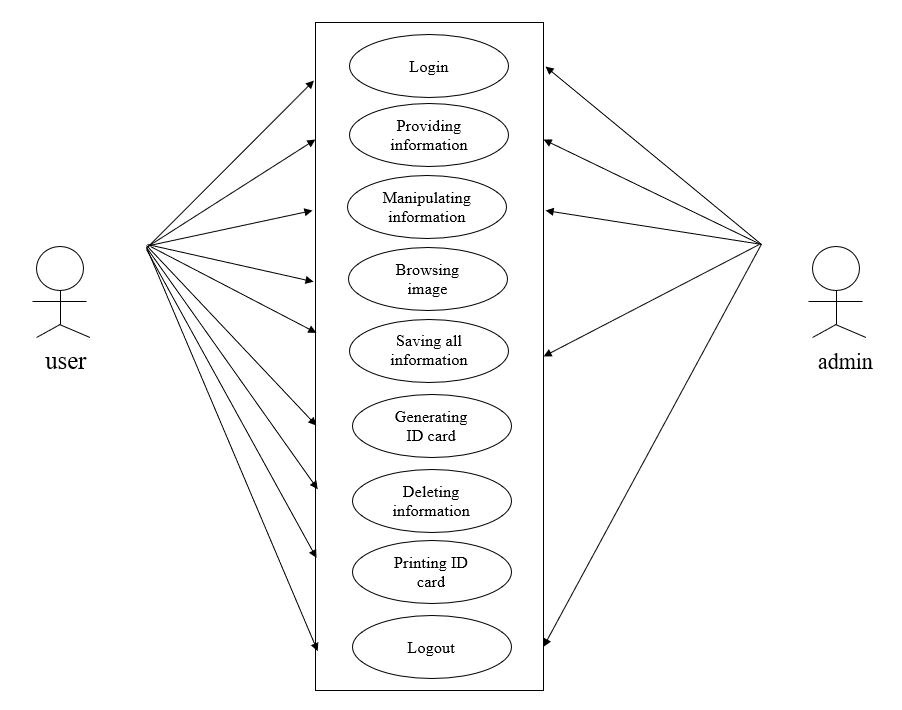 Login
Providing
information
Manipulating
information
Browsing
image
user
Saving all
information
admin
Generating
ID card
Deleting
information
Printing ID
card
Logout